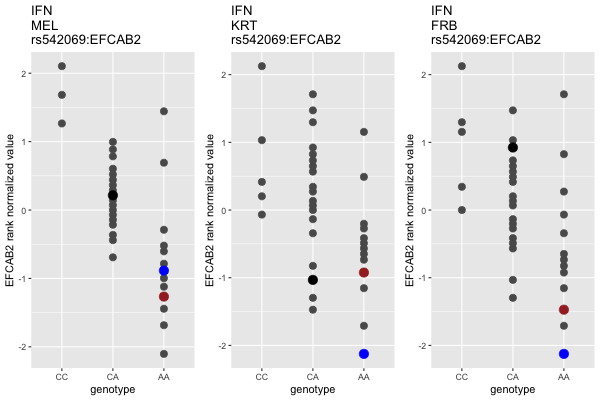 IFN
MEL
rs542069:EFCAB2
EFCAB2 rank normalized value
2
1
0
-1
-2
CC
CA
AA
genotype
IFN
KRT
rs542069:EFCAB2
EFCAB2 rank normalized value
2
1
0
-1
-2
CC
CA
AA
genotype
IFN
FRB
rs542069:EFCAB2
EFCAB2 rank normalized value
2
1
0
-1
-2
CC
CA
AA
genotype